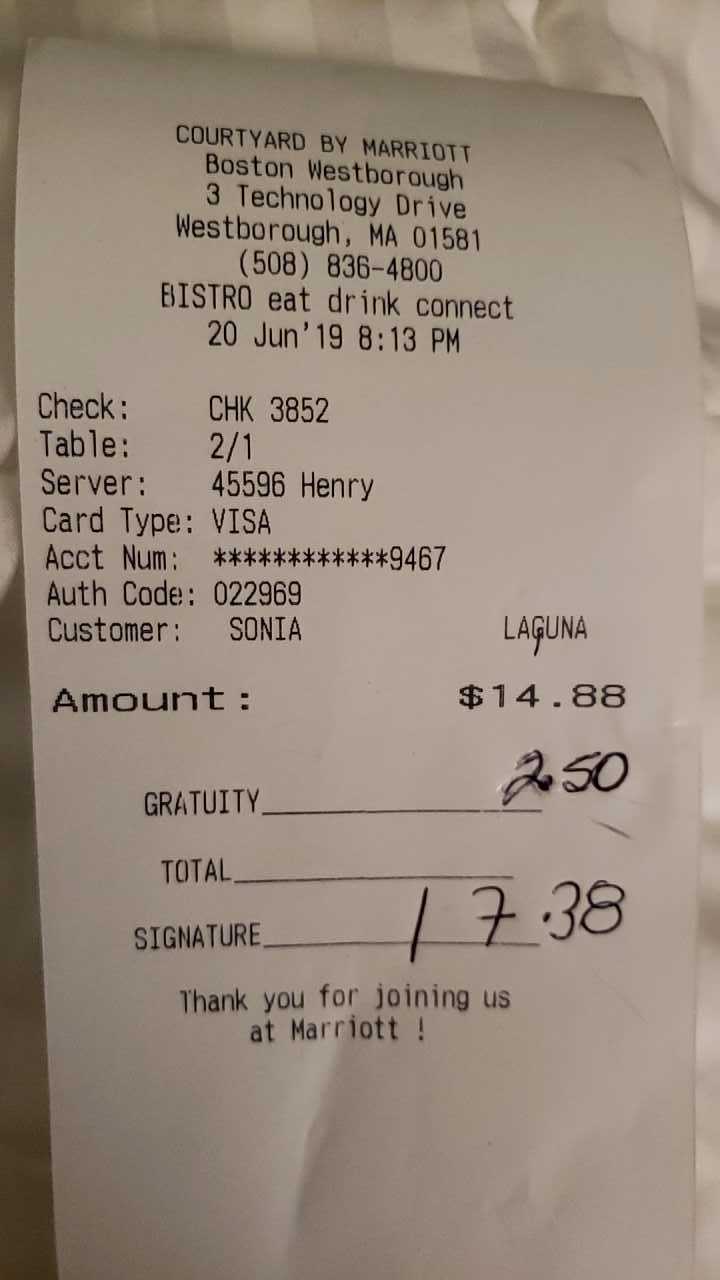 COURTYARD BY MARRIOTT
Boston Westborough
3 Technology Drive
Westborough, MA 01581
(508) 836-4800
BISTRO eat drink connect
20 Jun'19 8:13 PM
Check: CHK 3852
Table: 2/1
Server: 45596 Henry
Card Type: VISA
Acct Num: ************9467
Auth Code: 022969
Customer: SONIA LAGUNA
Amount: $14.88
GRATUITY 2.50
TOTAL
SIGNATURE 17.38
Thank you for joining us
at Marriott !